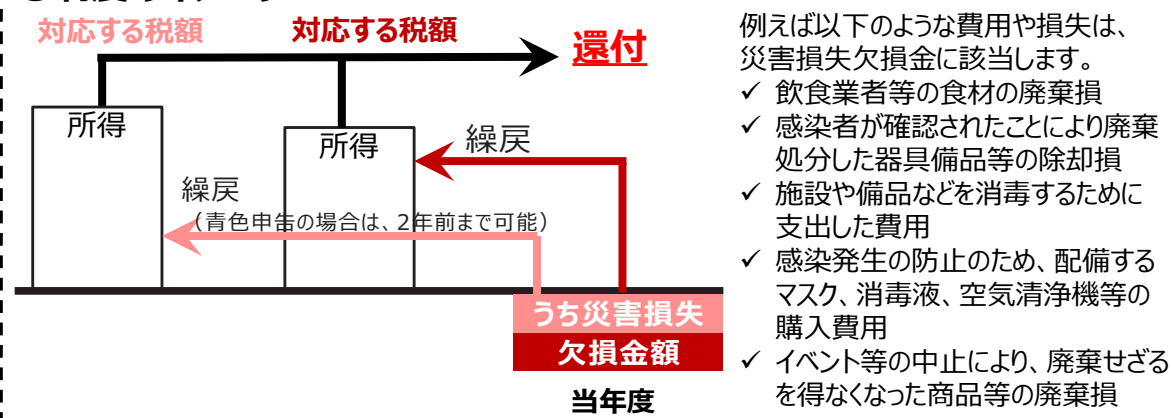 対応する税額
対応する税額
還付
所得
所得
繰戻
繰戻
（青色申告の場合は、2年前まで可能）
うち災害損失
欠損金額
当年度
例えば以下のような費用や損失は、
災害損失欠損金に該当します。
✓ 飲食業者等の食材の廃棄損
✓ 感染者が確認されたことにより廃棄
処分した器具備品等の除却損
✓ 施設や備品などを消毒するために
支出した費用
✓ 感染発生の防止のため、配備する
マスク、消毒液、空気清浄機等の
購入費用
✓ イベント等の中止により、廃棄せざる
を得なくなった商品等の廃棄損